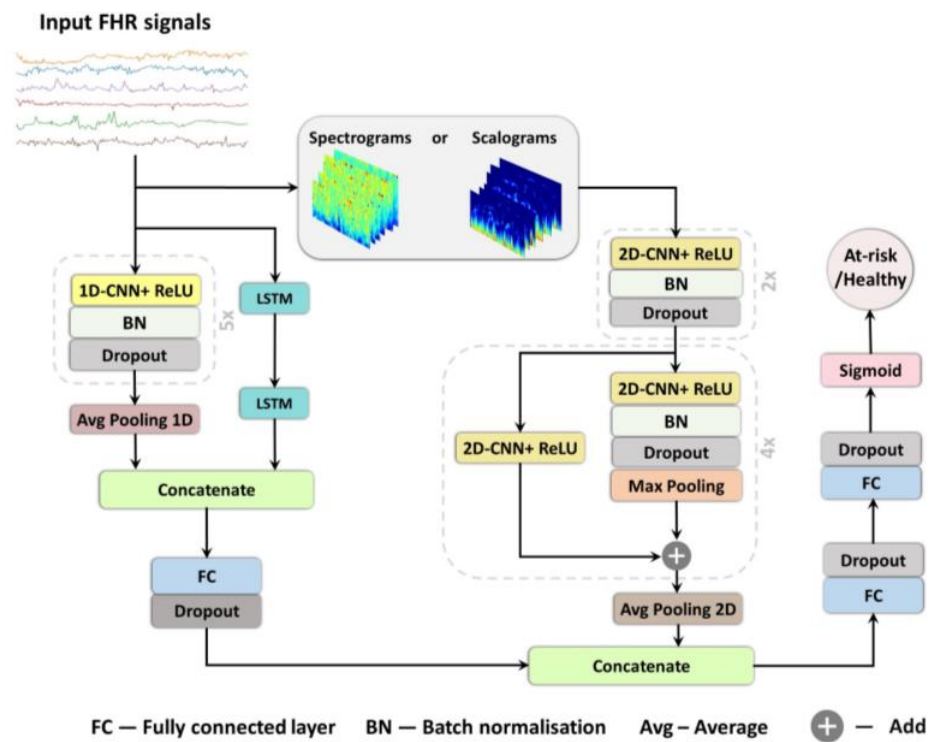 Input FHR signals
Spectrograms or Scalograms
1D-CNN+ ReLU
BN
Dropout
5x
Avg Pooling 1D
LSTM
LSTM
Concatenate
FC
Dropout
2D-CNN+ ReLU
BN
Dropout
2x
2D-CNN+ ReLU
2D-CNN+ ReLU
BN
Dropout
Max Pooling
4x
+
Avg Pooling 2D
Concatenate
At-risk
/Healthy
Sigmoid
Dropout
FC
Dropout
FC
FC — Fully connected layer BN — Batch normalisation Avg – Average + — Add